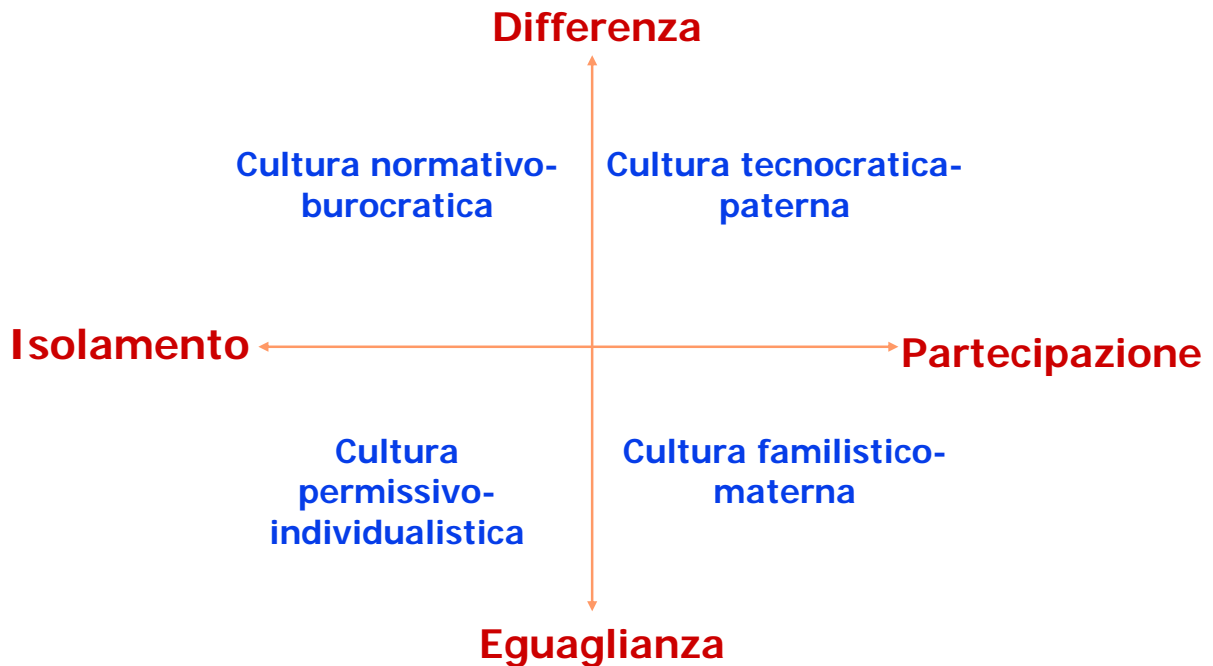 Differenza
Cultura normativo-
burocratica
Cultura tecnocratica-
paterna
Isolamento
Partecipazione
Cultura
permissivo-
individualistica
Cultura familistico-
materna
Eguaglianza